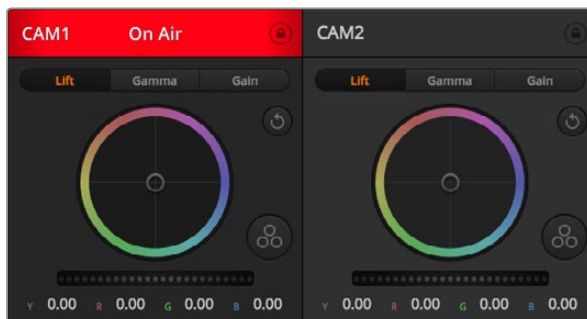 CAM1 On Air CAM2
Lift Gamma Gain Lift Gamma Gain
Y 0.00 R 0.00 G 0.00 B 0.00 Y 0.00 R 0.00 G 0.00 B 0.00